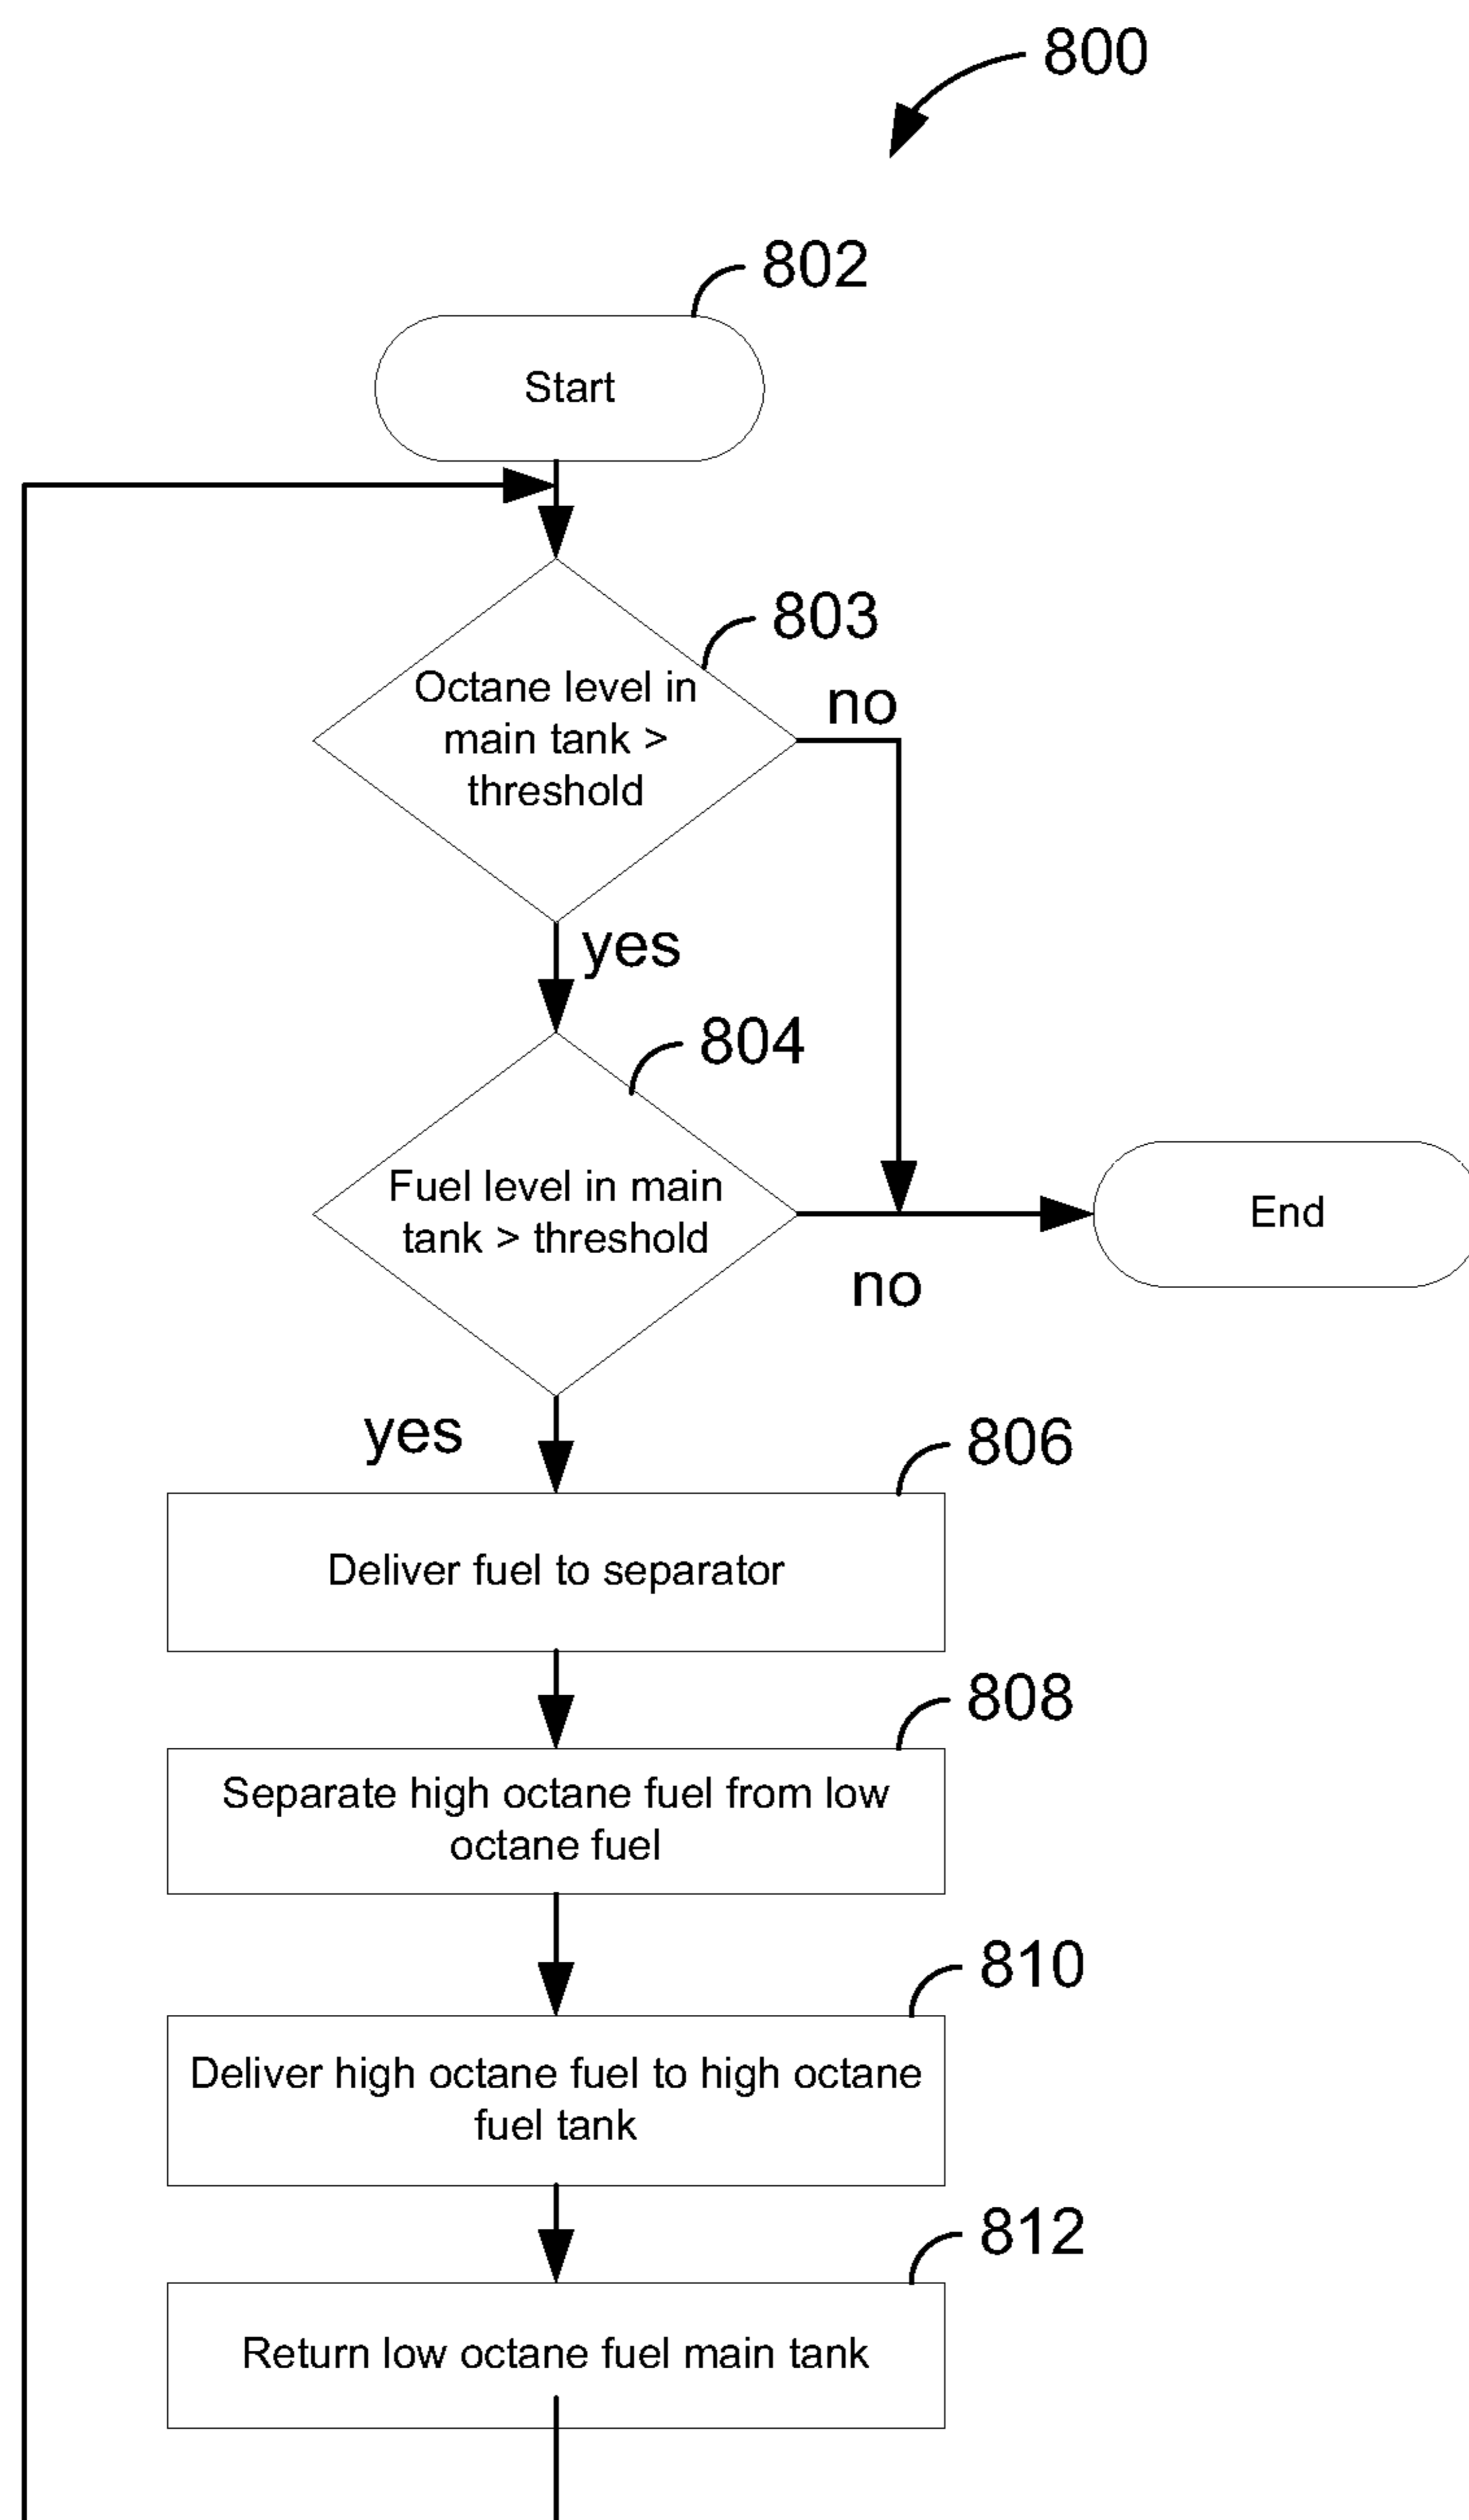 800
802
Start
803
Octane level in
main tank >
threshold
no
yes
804
Fuel level in main
tank > threshold
End
no
yes
806
Deliver fuel to separator
808
Separate high octane fuel from low
octane fuel
810
Deliver high octane fuel to high octane
fuel tank
812
Return low octane fuel main tank